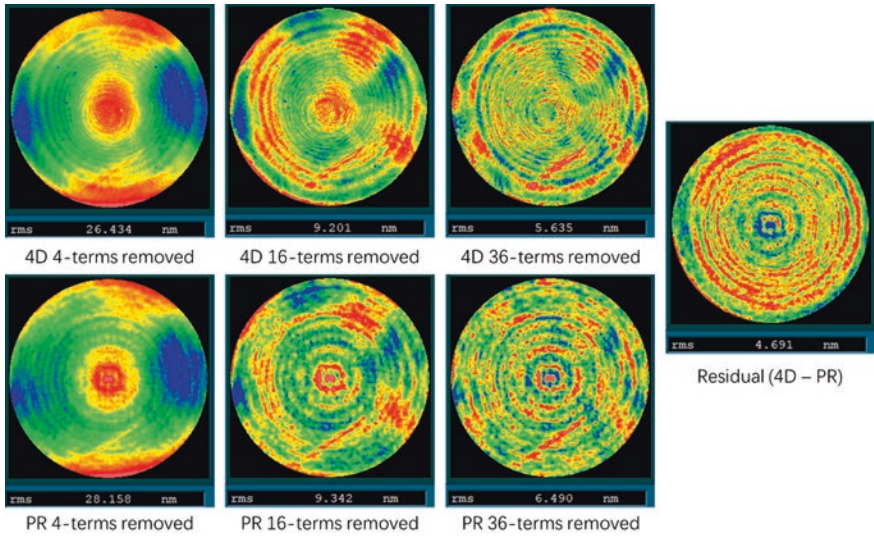 rms 26.434 nm
rms 9.201 nm
rms 5.635 nm
4D 4-terms removed
4D 16-terms removed
4D 36-terms removed
rms 4.691 nm
Residual (4D – PR)
rms 28.158 nm
rms 9.342 nm
rms 6.490 nm
PR 4-terms removed
PR 16-terms removed
PR 36-terms removed